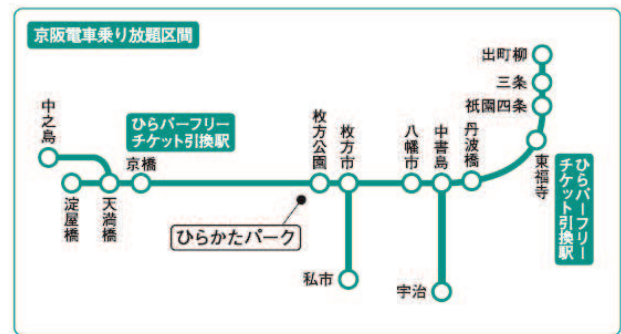 京阪電車乗り放題区間
中之島
淀屋橋
天満橋
ひらパーフリー
チケット引換駅
京橋
枚方公園
枚方市
ひらかたパーク
私市
八幡市
中書島
宇治
丹波橋
出町柳
三条
祇園四条
東福寺
ひらパーフリー
チケット引換駅